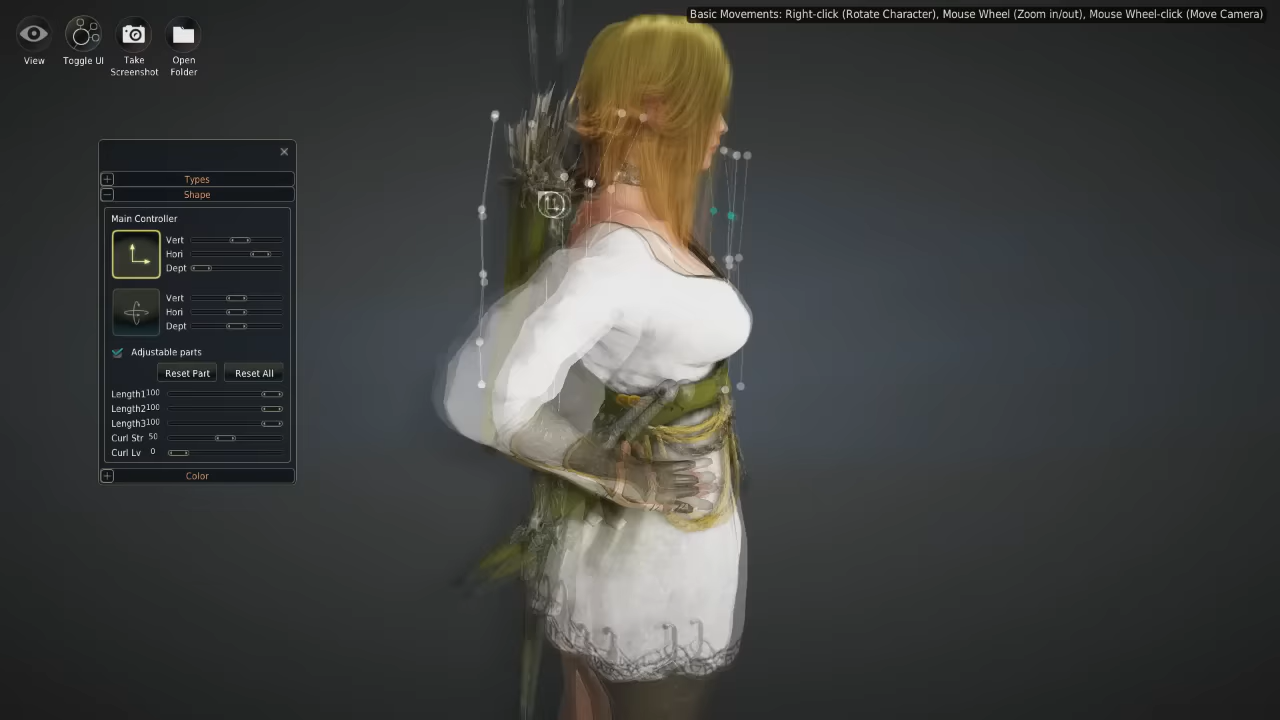 Basic Movements: Right-click (Rotate Character), Mouse Wheel (Zoom in/out), Mouse Wheel-click (Move Camera)
View
Toggle UI
Take Screenshot
Open Folder
Types
Shape
Main Controller
Vert
Hori
Dept
Vert
Hori
Dept
Adjustable parts
Reset Part Reset All
Length1 100
Length2 100
Length3 100
Curl Str 50
Curl Lv 0
Color